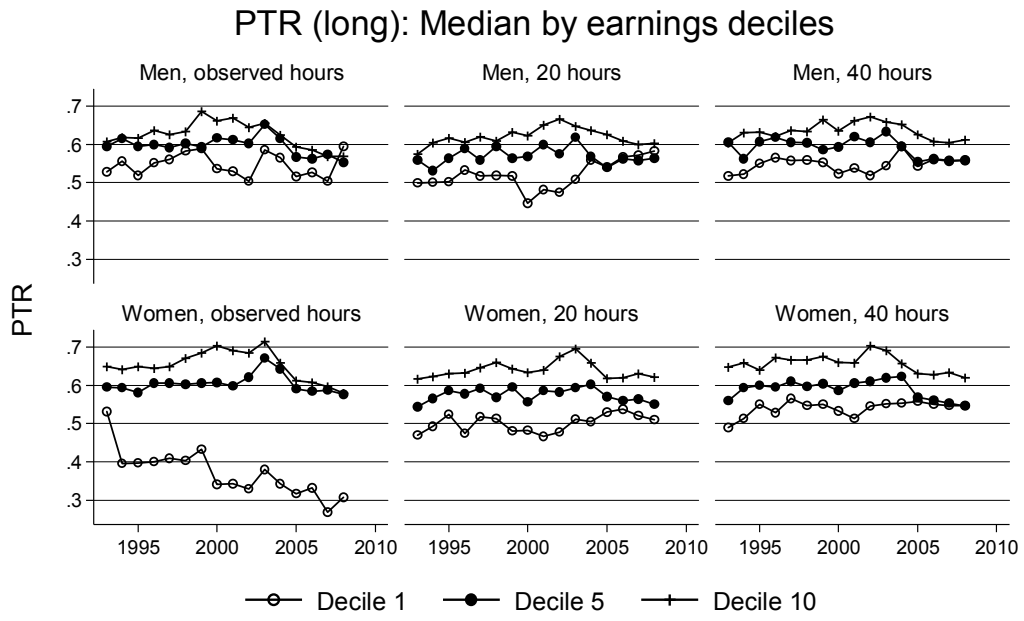 PTR (long): Median by earnings deciles
Men, observed hours Men, 20 hours Men, 40 hours
.7
.6
.5
.4
.3
PTR
Women, observed hours Women, 20 hours Women, 40 hours
.7
.6
.5
.4
.3
1995 2000 2005 2010 1995 2000 2005 2010 1995 2000 2005 2010
Decile 1 Decile 5 Decile 10